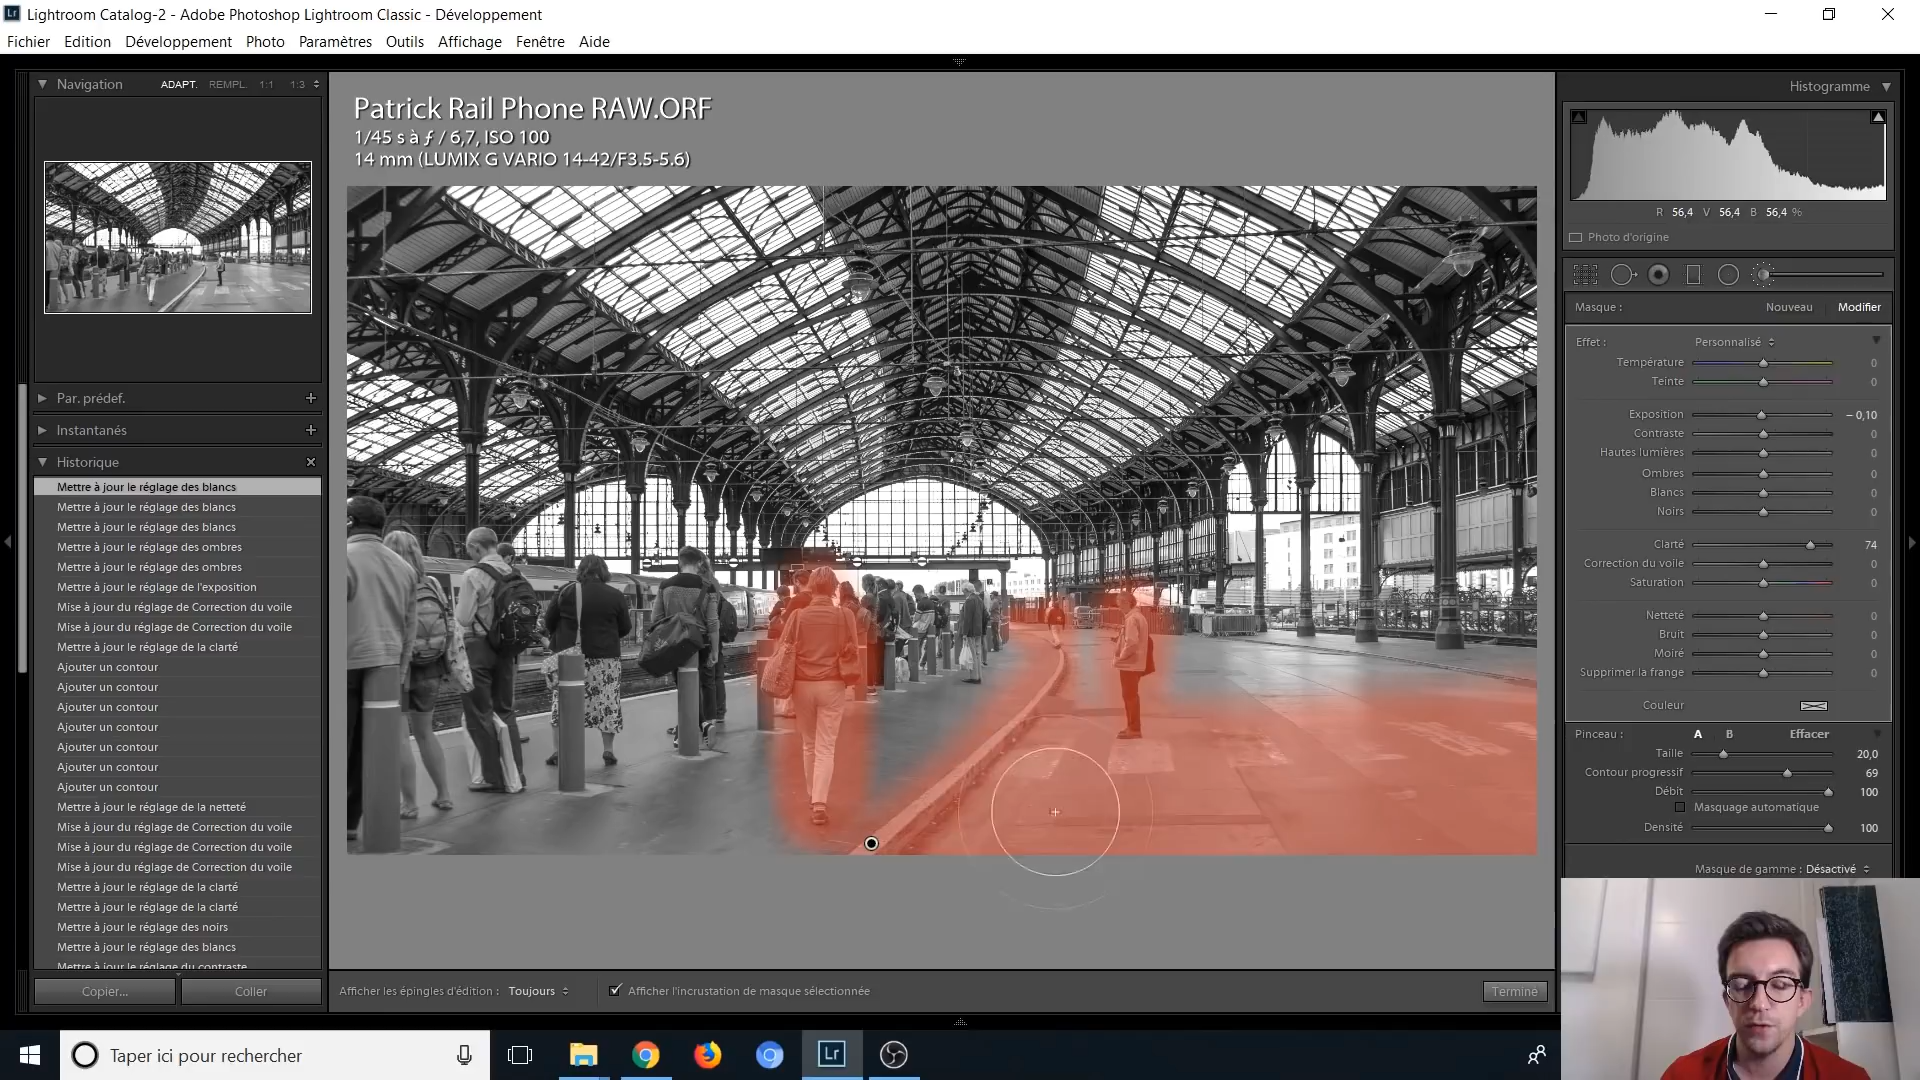 Lightroom Catalog-2 - Adobe Photoshop Lightroom Classic - Développement
Fichier Edition Développement Photo Paramètres Outils Affichage Fenêtre Aide
Navigation ADAPT. REMPL. 1:1 1:3
Par. prédef.
Instantanés
Historique
Mettre à jour le réglage des blancs
Mettre à jour le réglage des blancs
Mettre à jour le réglage des blancs
Mettre à jour le réglage des ombres
Mettre à jour le réglage des ombres
Mettre à jour le réglage de l'exposition
Mise à jour du réglage de Correction du voile
Mise à jour du réglage de Correction du voile
Mettre à jour le réglage de la clarté
Ajouter un contour
Ajouter un contour
Ajouter un contour
Ajouter un contour
Ajouter un contour
Ajouter un contour
Ajouter un contour
Mettre à jour le réglage de la netteté
Mise à jour du réglage de Correction du voile
Mise à jour du réglage de Correction du voile
Mise à jour du réglage de Correction du voile
Mettre à jour le réglage de la clarté
Mettre à jour le réglage de la clarté
Mettre à jour le réglage des noirs
Mettre à jour le réglage des blancs
Mettre à jour le réglage du contraste
Copier... Coller
Patrick Rail Phone RAW.ORF
1/45 s à ƒ / 6,7, ISO 100
14 mm (LUMIX G VARIO 14-42/F3.5-5.6)
Afficher les épingles d'édition : Toujours
Afficher l'incrustation de masque sélectionnée
Terminé
Histogramme
R 56,4 V 56,4 B 56,4 %
Photo d'origine
Masque : Nouveau Modifier
Effet : Personnalisé
Température 0
Teinte 0
Exposition – 0,10
Contraste 0
Hautes lumières 0
Ombres 0
Blancs 0
Noirs 0
Clarté 74
Correction du voile 0
Saturation 0
Netteté 0
Bruit 0
Moiré 0
Supprimer la frange 0
Couleur
Pinceau : A B Effacer
Taille 20,0
Contour progressif 69
Débit 100
Masquage automatique
Densité 100
Masque de gamme : Désactivé
Taper ici pour rechercher
Lr